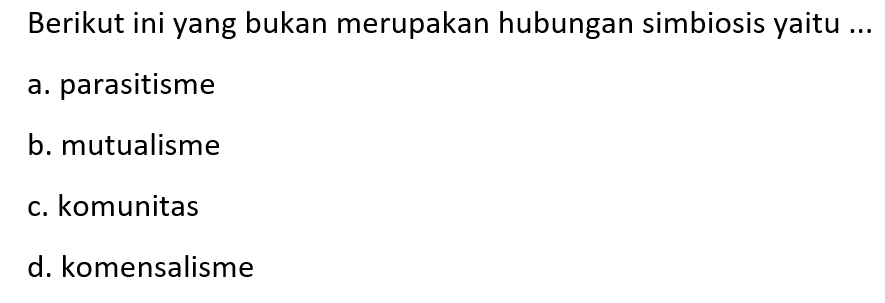 Berikut ini yang bukan merupakan hubungan simbiosis yaitu ...
a. parasitisme
b. mutualisme
c. komunitas
d. komensalisme